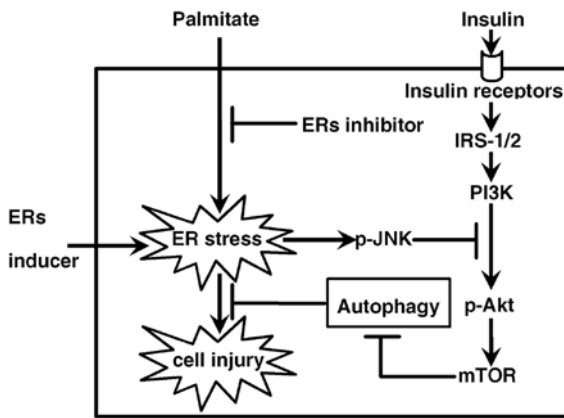 Palmitate
Insulin
Insulin receptors
ERs inhibitor
IRS-1/2
PI3K
ERs
inducer
ER stress
p-JNK
Autophagy
p-Akt
cell injury
mTOR